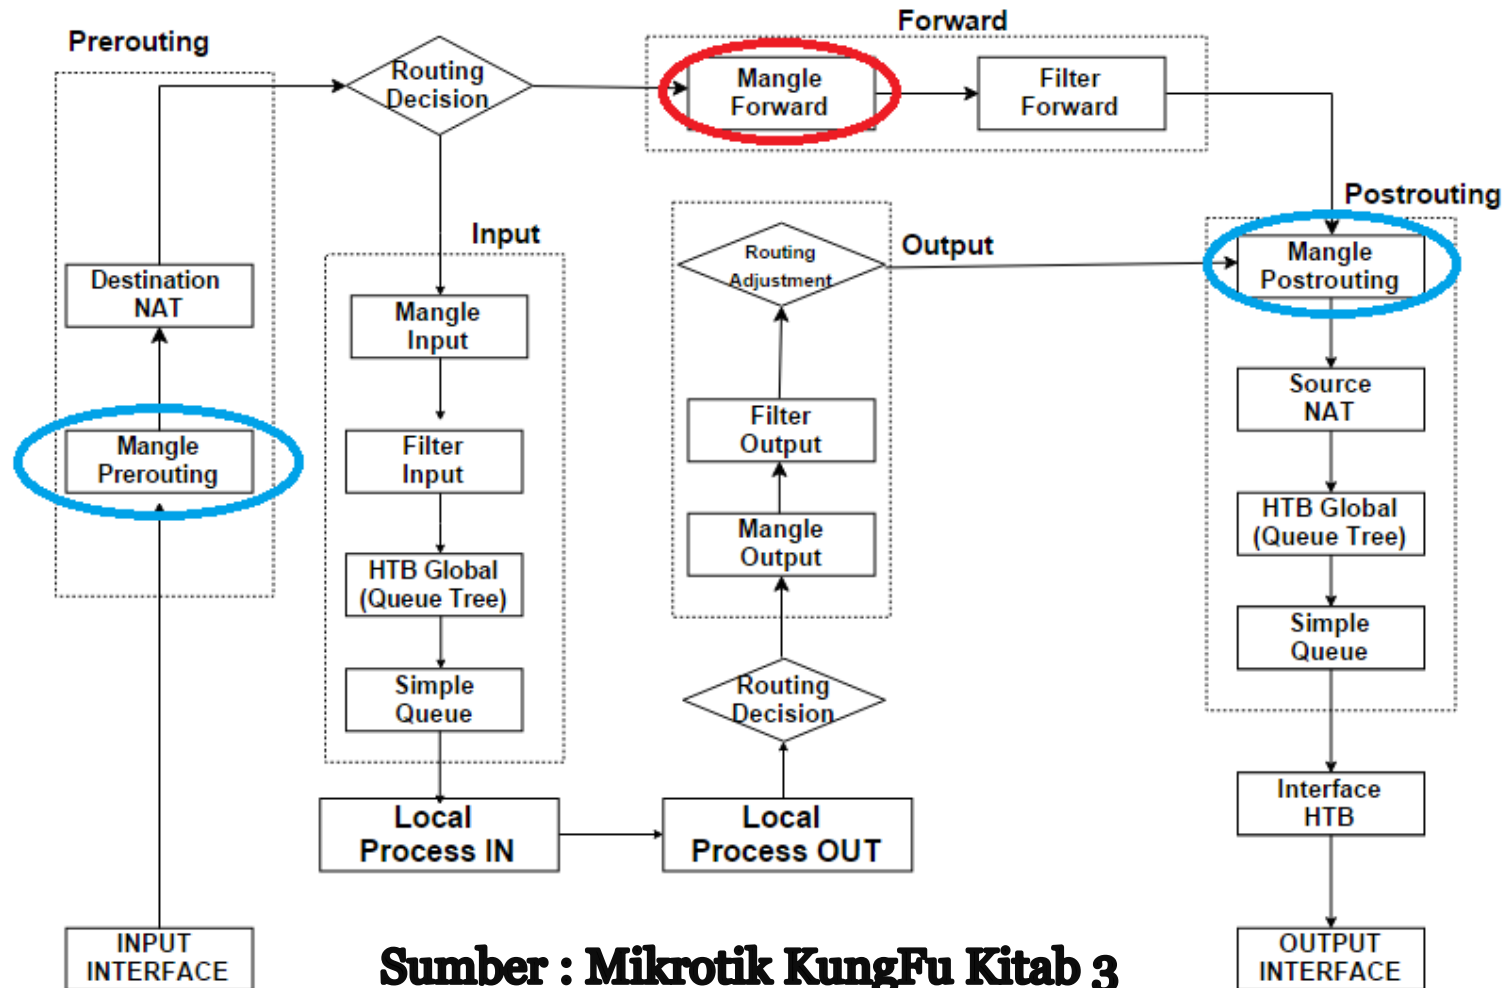 Prerouting
Routing
Decision
Forward
Mangle
Forward
Filter
Forward
Destination
NAT
Mangle
Prerouting
INPUT
INTERFACE
Input
Mangle
Input
Filter
Input
HTB Global
(Queue Tree)
Simple
Queue
Local
Process IN
Local
Process OUT
Routing
Decision
Mangle
Output
Filter
Output
Routing
Adjustment
Output
Postrouting
Mangle
Postrouting
Source
NAT
HTB Global
(Queue Tree)
Simple
Queue
Interface
HTB
OUTPUT
INTERFACE
Sumber : Mikrotik KungFu Kitab 3